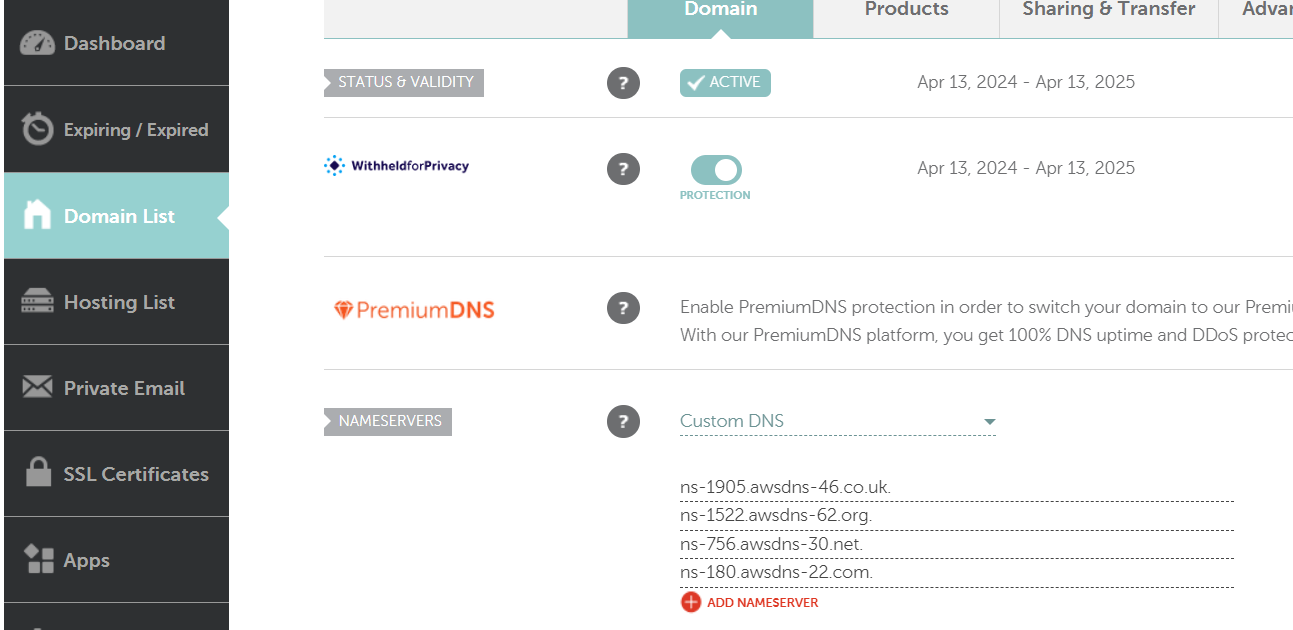 Dashboard
Expiring / Expired
Domain List
Hosting List
Private Email
SSL Certificates
Apps
Domain
Products
Sharing & Transfer
STATUS & VALIDITY
?
ACTIVE
Apr 13, 2024 - Apr 13, 2025
WithheldforPrivacy
?
PROTECTION
Apr 13, 2024 - Apr 13, 2025
PremiumDNS
?
Enable PremiumDNS protection in order to switch your domain to our
With our PremiumDNS platform, you get 100% DNS uptime and DDoS
NAMESERVERS
?
Custom DNS
ns-1905.awsdns-46.co.uk.
ns-1522.awsdns-62.org.
ns-756.awsdns-30.net.
ns-180.awsdns-22.com.
ADD NAMESERVER